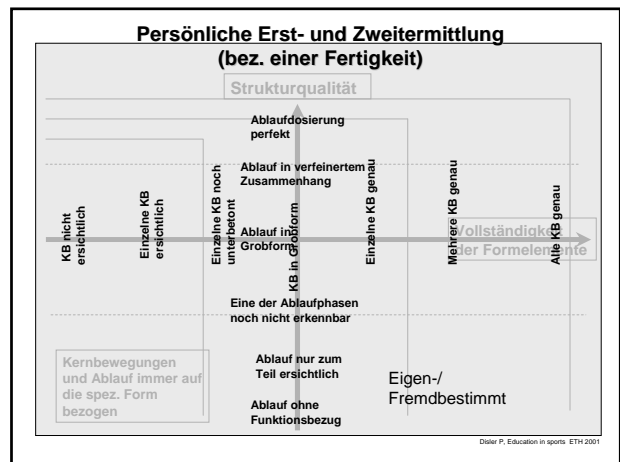 Persönliche Erst- und Zweitermittlung
(bez. einer Fertigkeit)
Strukturqualität
Ablaufdosierung
perfekt
Ablauf in verfeinertem
Zusammenhang
KB nicht
ersichtlich
Einzelne KB
ersichtlich
Einzelne KB noch
unterbetont
Ablauf in
Grobform
KB in Grobform
Einzelne KB genau
Mehrere KB genau
Alle KB genau
Vollständigkeit
der Formelemente
Eine der Ablaufphasen
noch nicht erkennbar
Kernbewegungen
und Ablauf immer auf
die spez. Form
bezogen
Ablauf nur zum
Teil ersichtlich
Eigen-/
Fremdbestimmt
Ablauf ohne
Funktionsbezug
Disler P, Education in sports ETH 2001